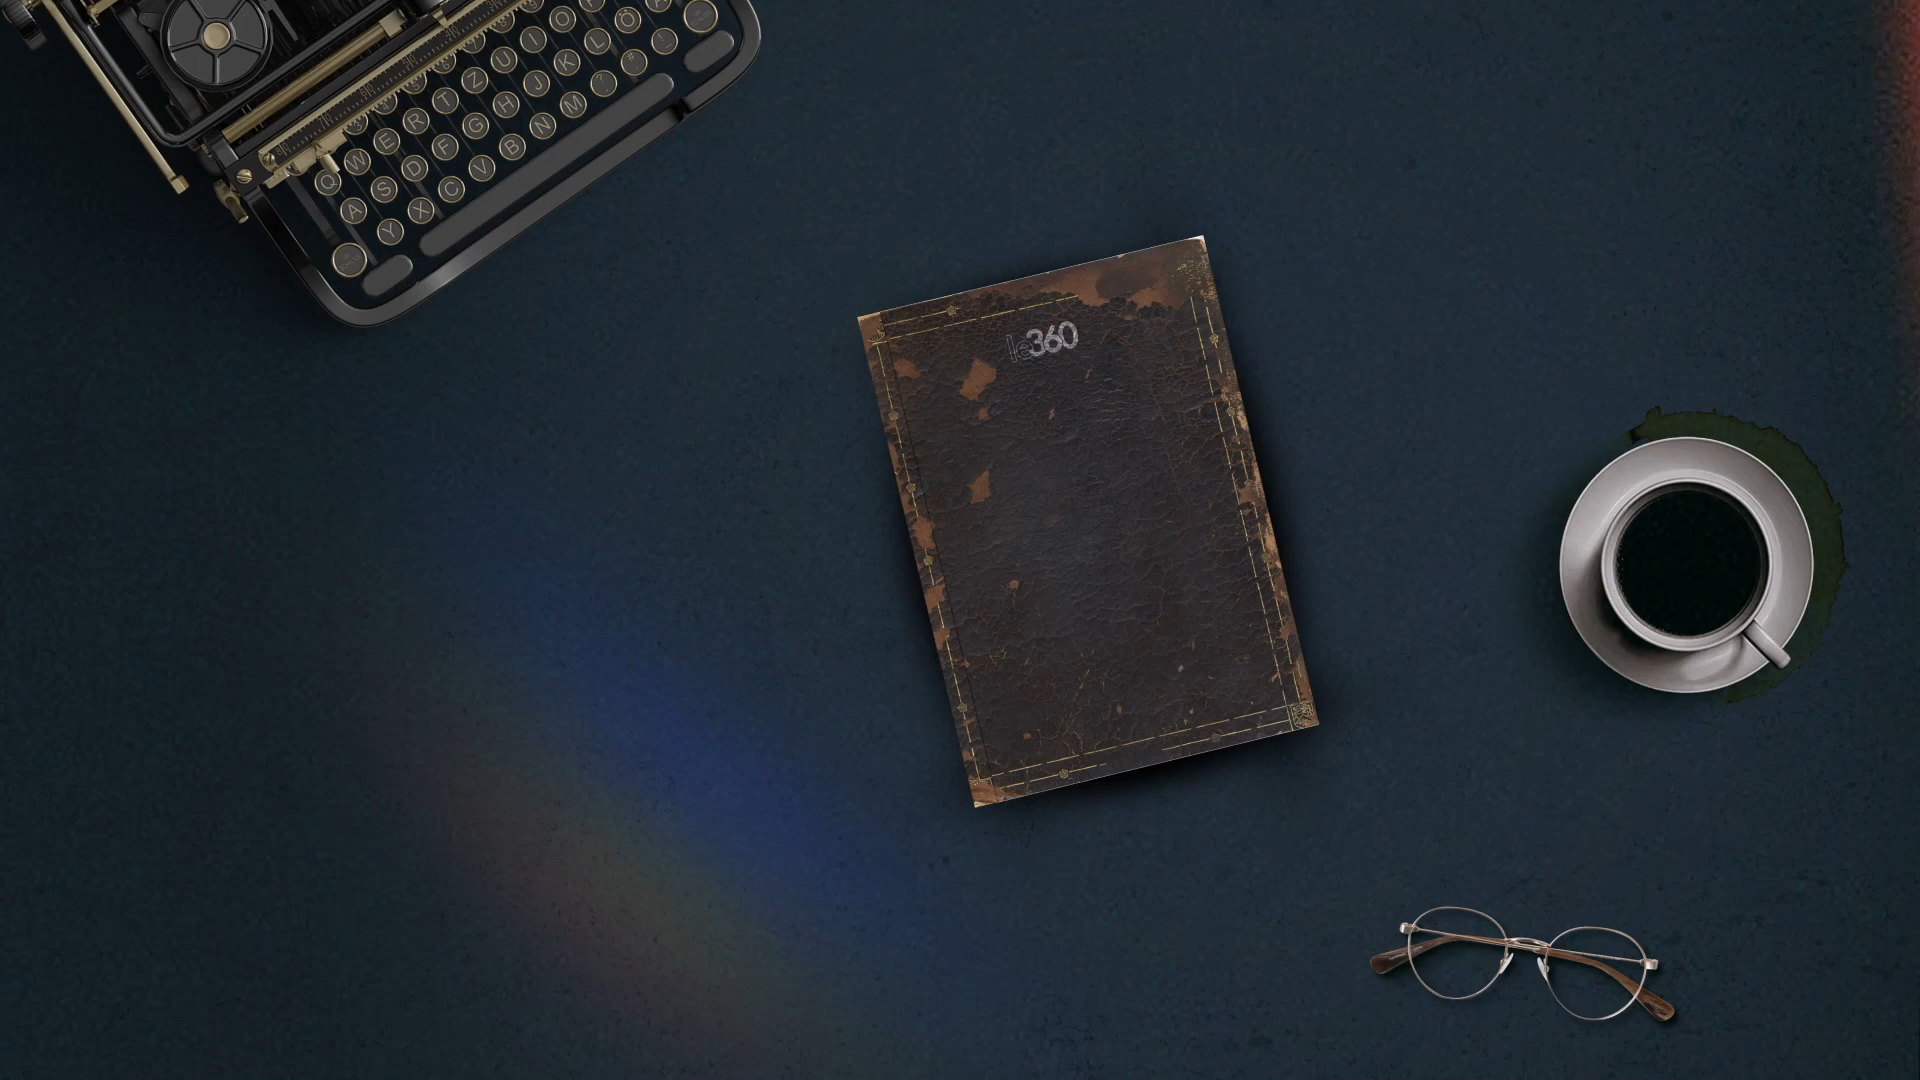 O Ö
Q W E R T Z U I
A S D F G H J K L
Y X C V B N M
le360